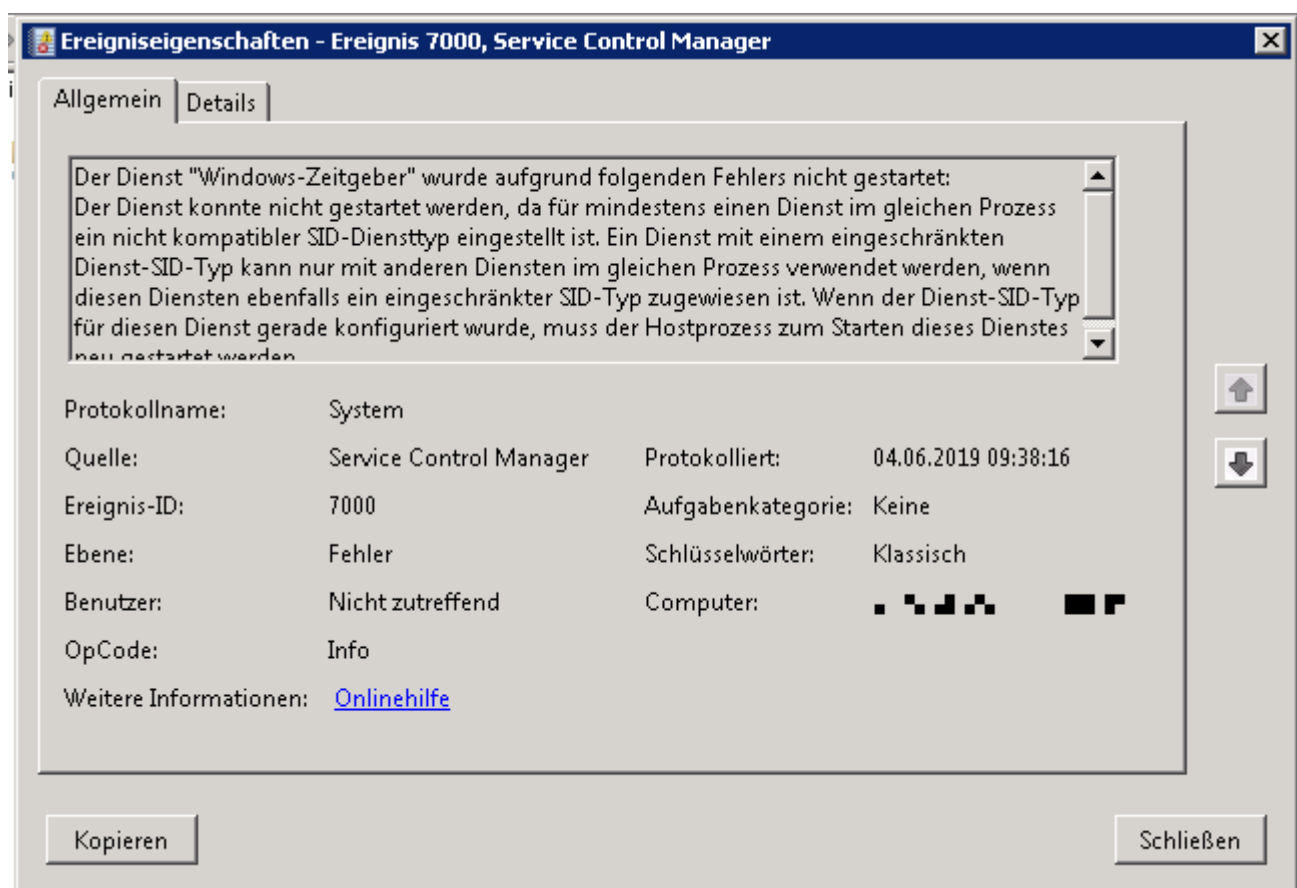 Ereigniseigenschaften - Ereignis 7000, Service Control Manager
Allgemein
Details
Der Dienst "Windows-Zeitgeber" wurde aufgrund folgenden Fehlers nicht gestartet:
Der Dienst konnte nicht gestartet werden, da für mindestens einen Dienst im gleichen Prozess
ein nicht kompatibler SID-Diensttyp eingestellt ist. Ein Dienst mit einem eingeschränkten
Dienst-SID-Typ kann nur mit anderen Diensten im gleichen Prozess verwendet werden, wenn
diesen Diensten ebenfalls ein eingeschränkter SID-Typ zugewiesen ist. Wenn der Dienst-SID-Typ
für diesen Dienst gerade konfiguriert wurde, muss der Hostprozess zum Starten dieses Dienstes
neu gestartet werden
Protokollname: System
Quelle: Service Control Manager Protokolliert: 04.06.2019 09:38:16
Ereignis-ID: 7000 Aufgabenkategorie: Keine
Ebene: Fehler Schlüsselwörter: Klassisch
Benutzer: Nicht zutreffend Computer:
OpCode: Info
Weitere Informationen: Onlinehilfe
Kopieren
Schließen